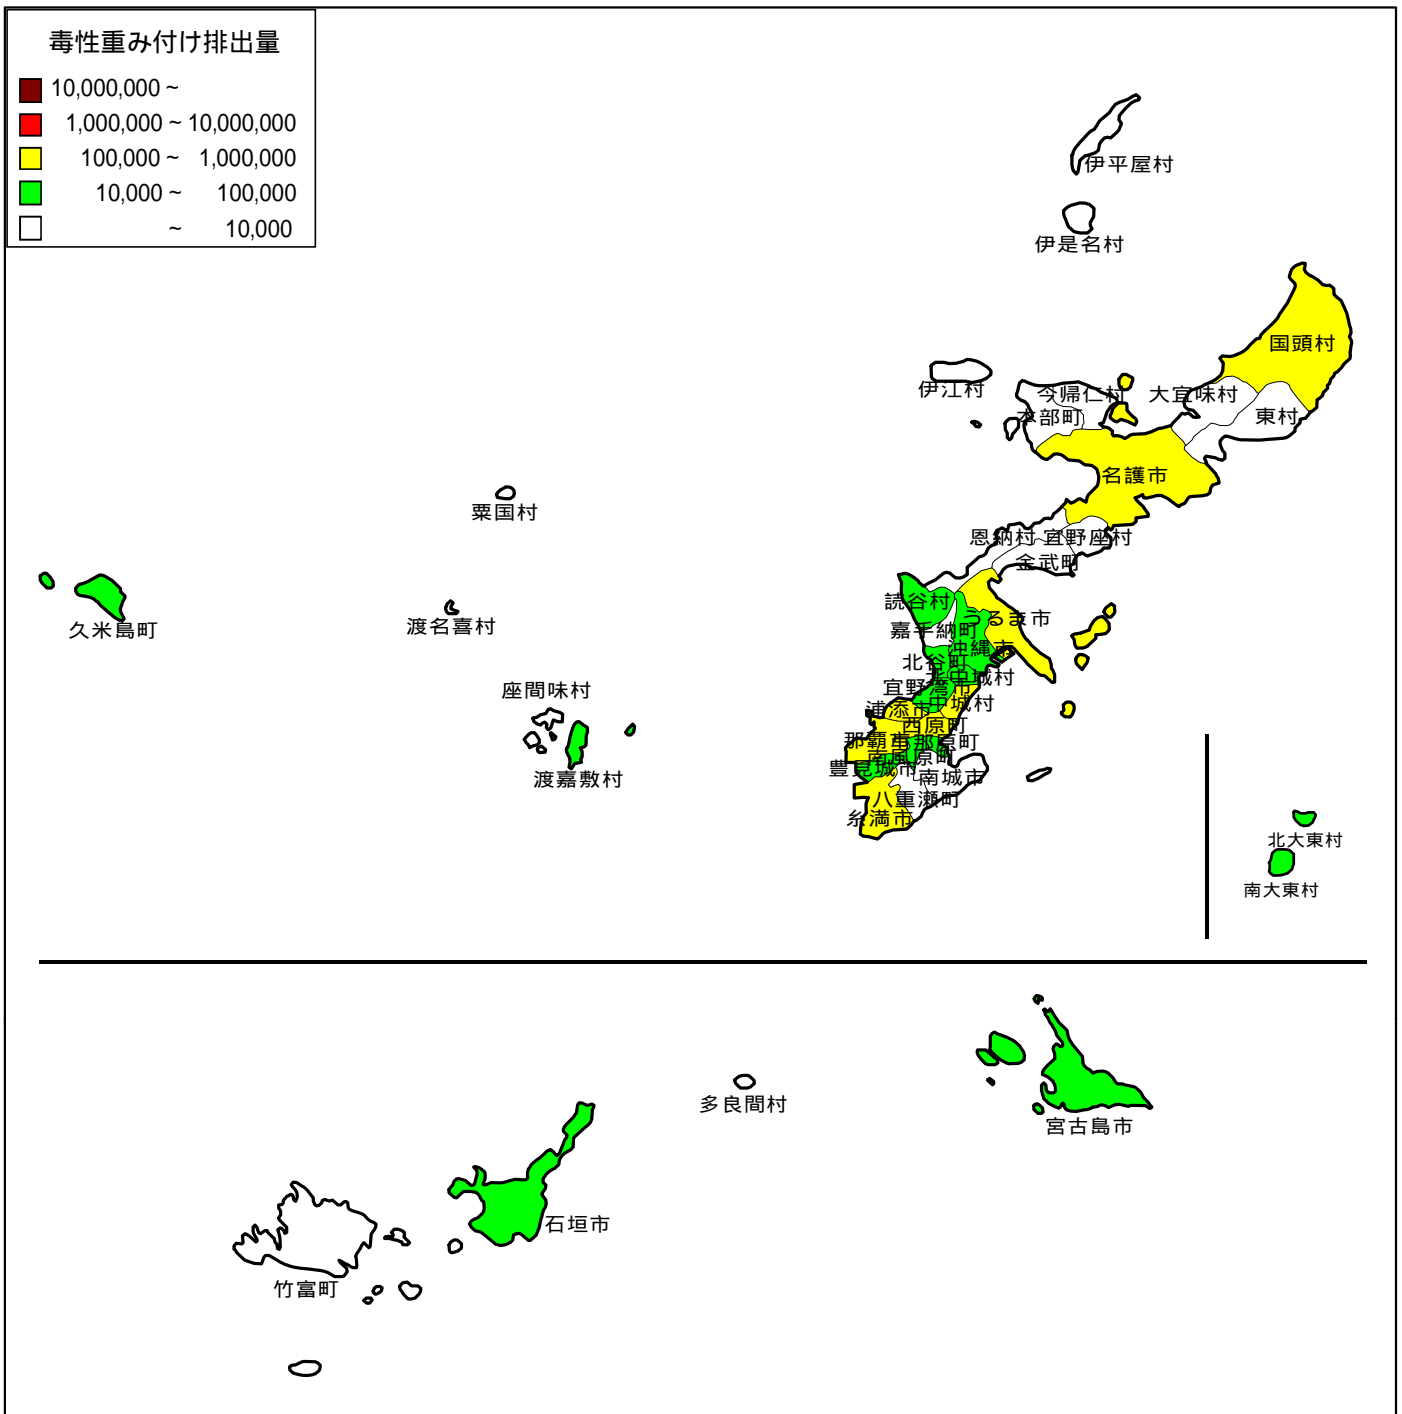 毒性重み付け排出量
10,000,000 ~
1,000,000 ~ 10,000,000
100,000 ~ 1,000,000
10,000 ~ 100,000
~ 10,000
伊平屋村
伊是名村
国頭村
伊江村
今帰仁村
大宜味村
本部町
東村
名護市
粟国村
恩納村
宜野座村
金武町
読谷村
うるま市
久米島町
渡名喜村
嘉手納町
沖縄市
北谷町
北中城村
座間味村
宜野湾市
中城村
浦添市
西原町
那覇市
与那原町
南風原町
渡嘉敷村
豊見城市
南城市
八重瀬町
糸満市
北大東村
南大東村
多良間村
宮古島市
石垣市
竹富町